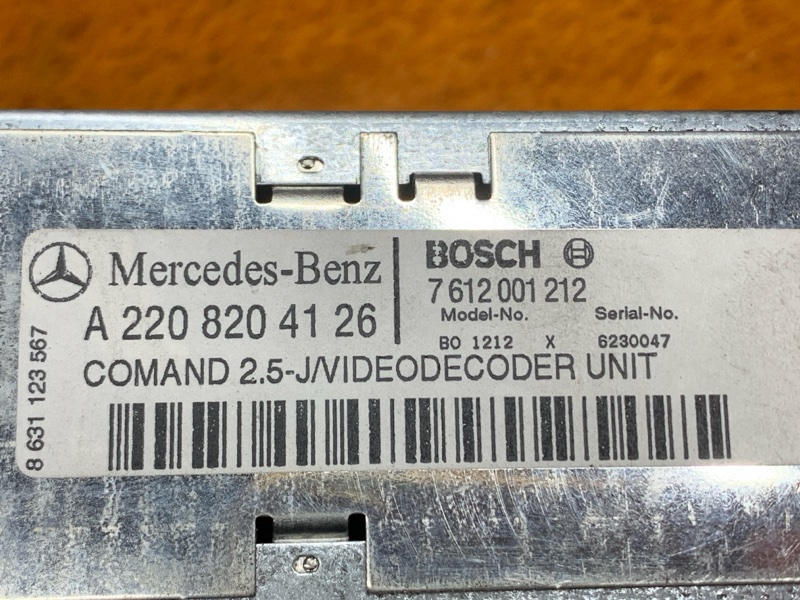 Mercedes-Benz
A 220 820 41 26
BOSCH
7 612 001 212
Model-No. Serial-No.
BO 1212 X 6230047
COMAND 2.5-J/VIDEODECODER UNIT
8 631 123 567